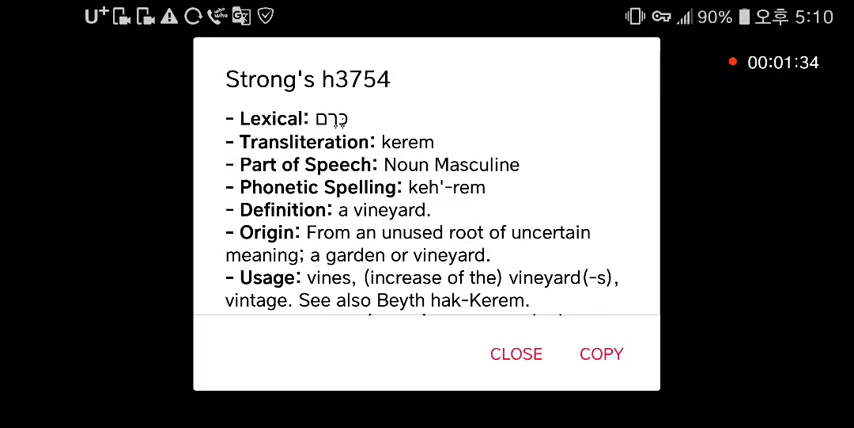 U+ 90% 오후 5:10
00:01:34
Strong's h3754
- Lexical: כֶּרֶם
- Transliteration: kerem
- Part of Speech: Noun Masculine
- Phonetic Spelling: keh'-rem
- Definition: a vineyard.
- Origin: From an unused root of uncertain
meaning; a garden or vineyard.
- Usage: vines, (increase of the) vineyard(-s),
vintage. See also Beyth hak-Kerem.
CLOSE COPY